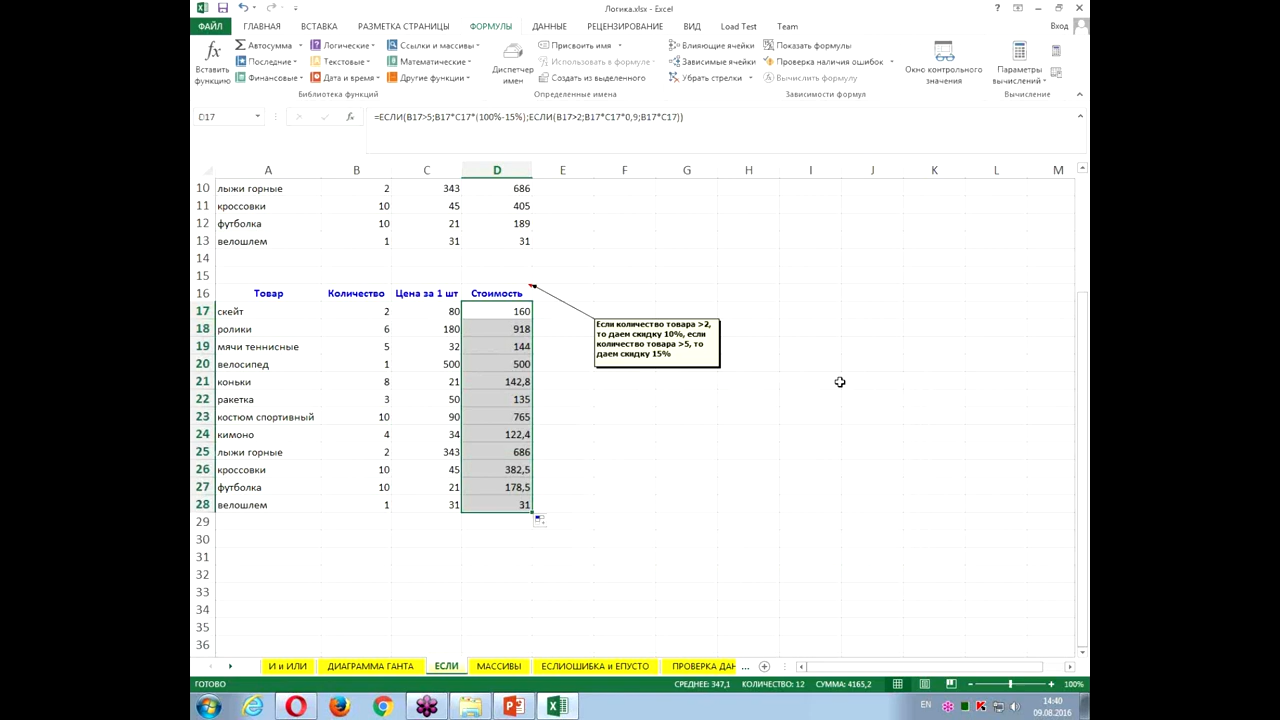 Логика.xlsx - Excel
ФАЙЛ ГЛАВНАЯ ВСТАВКА РАЗМЕТКА СТРАНИЦЫ ФОРМУЛЫ ДАННЫЕ РЕЦЕНЗИРОВАНИЕ ВИД Load Test Team Вход
Вставить функцию
Автосумма Логические Ссылки и массивы
Последние Текстовые Математические
Финансовые Дата и время Другие функции
Библиотека функций
Диспетчер имен
Присвоить имя
Использовать в формуле
Создать из выделенного
Определенные имена
Влияющие ячейки Показать формулы
Зависимые ячейки Проверка наличия ошибок
Убрать стрелки Вычислить формулу
Зависимости формул
Окно контрольного значения
Параметры вычислений
Вычисление
D17 fx =ЕСЛИ(B17>5;B17*C17*(100%-15%);ЕСЛИ(B17>2;B17*C17*0,9;B17*C17))
A B C D E F G H I J K L M
10 лыжи горные 2 343 686
11 кроссовки 10 45 405
12 футболка 10 21 189
13 велошлем 1 31 31
14
15
16 Товар Количество Цена за 1 шт Стоимость
17 скейт 2 80 160
18 ролики 6 180 918
19 мячи теннисные 5 32 144
20 велосипед 1 500 500
21 коньки 8 21 142,8
22 ракетка 3 50 135
23 костюм спортивный 10 90 765
24 кимоно 4 34 122,4
25 лыжи горные 2 343 686
26 кроссовки 10 45 382,5
27 футболка 10 21 178,5
28 велошлем 1 31 31
29
30
31
32
33
34
35
36
Если количество товара >2,
то даем скидку 10%, если
количество товара >5, то
даем скидку 15%
И и ИЛИ ДИАГРАММА ГАНТА ЕСЛИ МАССИВЫ ЕСЛИОШИБКА и ЕПУСТО ПРОВЕРКА ДАН ...
ГОТОВО СРЕДНЕЕ: 347,1 КОЛИЧЕСТВО: 12 СУММА: 4165,2 100%
EN 14:40
09.08.2016